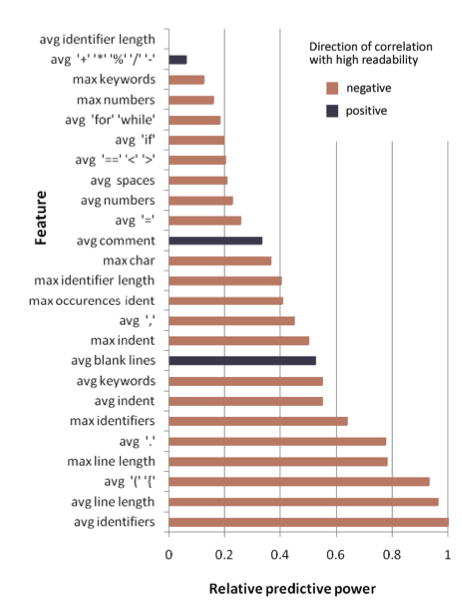 avg identifier length
avg '+' '*' '%' '/' '-'
max keywords
max numbers
avg 'for' 'while'
avg 'if'
avg '==' '<' '>'
avg spaces
avg numbers
avg '='
avg comment
max char
max identifier length
max occurences ident
avg ','
max indent
avg blank lines
avg keywords
avg indent
max identifiers
avg '.'
max line length
avg '(' '{'
avg line length
avg identifiers
Feature
Direction of correlation
with high readability
negative
positive
0 0.2 0.4 0.6 0.8 1
Relative predictive power